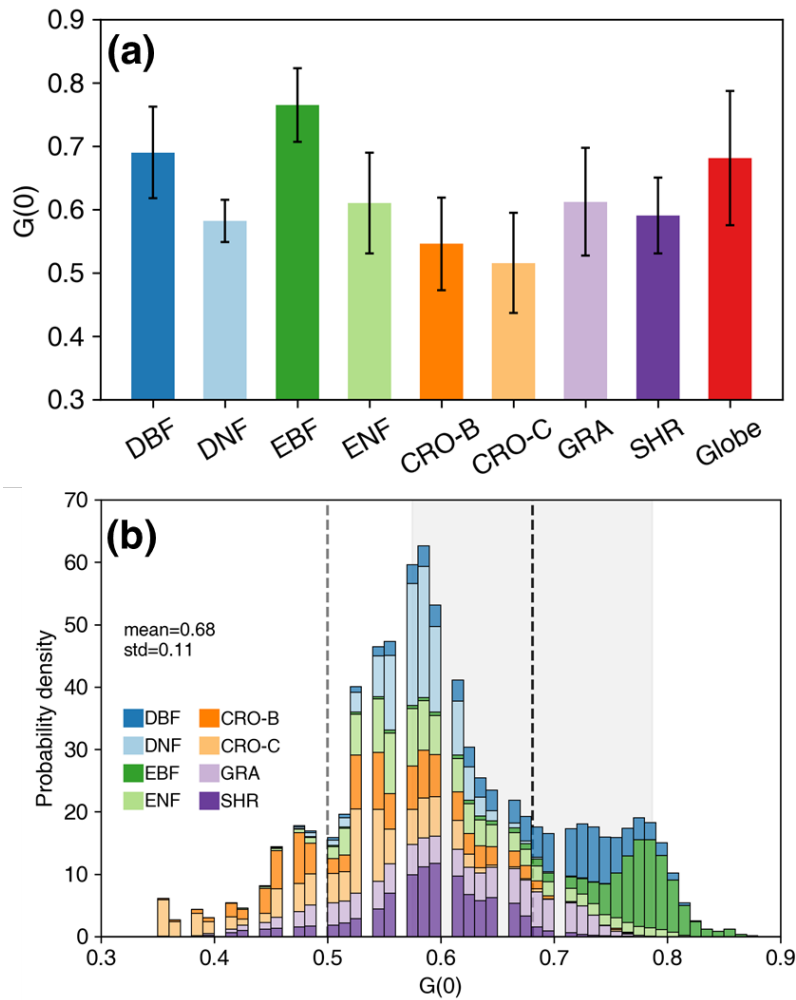 (a)
G(0)
0.9
0.8
0.7
0.6
0.5
0.4
0.3
DBF
DNF
EBF
ENF
CRO-B
CRO-C
GRA
SHR
Globe
(b)
Probability density
70
60
50
40
30
20
10
0
mean=0.68
std=0.11
DBF CRO-B
DNF CRO-C
EBF GRA
ENF SHR
0.3 0.4 0.5 0.6 0.7 0.8 0.9
G(0)